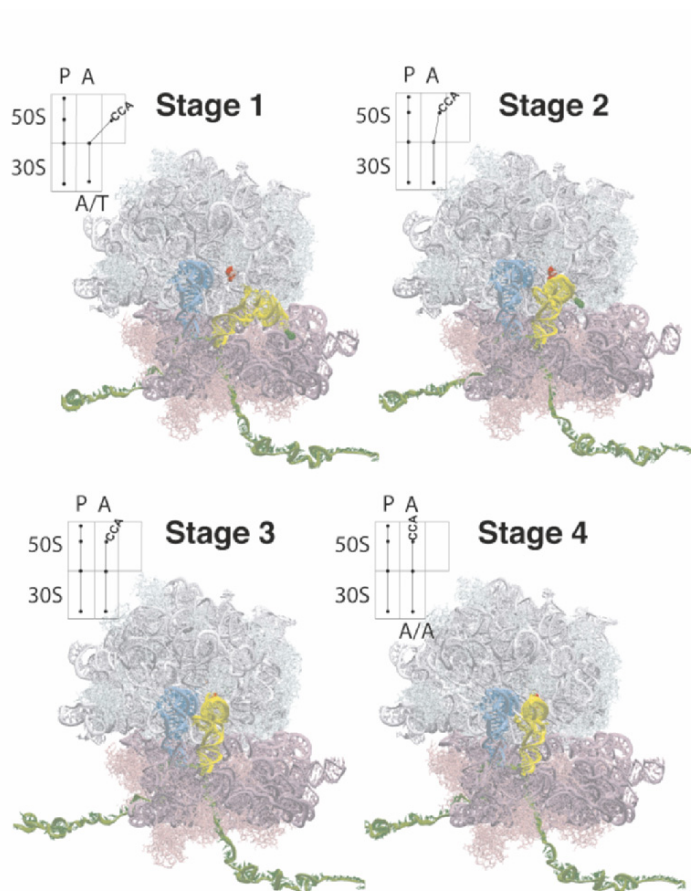 P A
Stage 1
50S
CCA
30S
A/T
P A
Stage 2
50S
CCA
30S
P A
Stage 3
50S
CCA
30S
P A
Stage 4
50S
CCA
30S
A/A